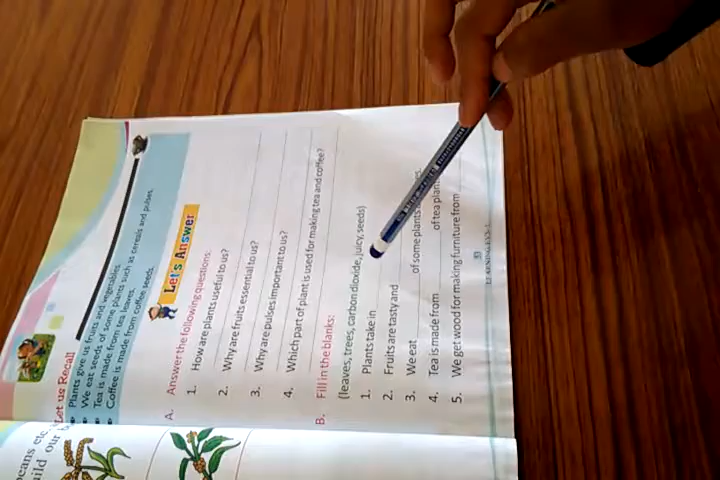 eans etc.
uild our
Let us Recall
Plants give us fruits and vegetables.
We eat seeds of some plants such as cereals and pulses.
Tea is made from tea leaves.
Coffee is made from coffee seeds.
Let's Answer
A. Answer the following questions:
1. How are plants useful to us?
2. Why are fruits essential to us?
3. Why are pulses important to us?
4. Which part of plant is used for making tea and coffee?
B. Fill in the blanks:
(leaves, trees, carbon dioxide, juicy, seeds)
1. Plants take in
2. Fruits are tasty and
3. We eat of some plants
4. Tea is made from of tea plant
5. We get wood for making furniture from